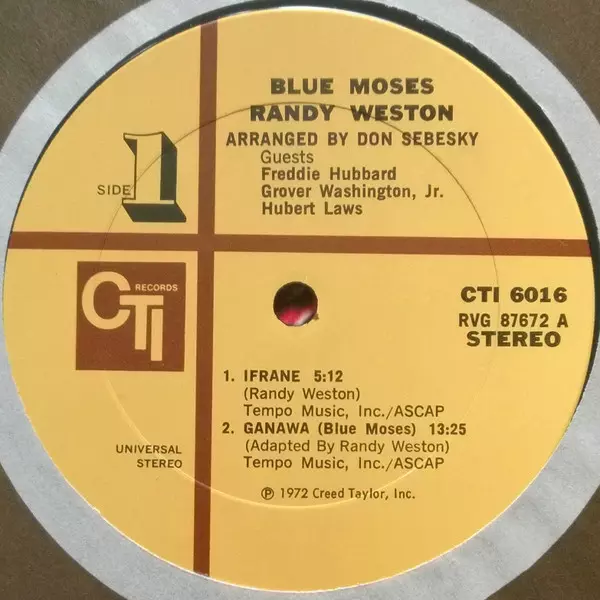 BLUE MOSES
RANDY WESTON
ARRANGED BY DON SEBESKY
Guests
Freddie Hubbard
Grover Washington, Jr.
Hubert Laws
SIDE 1
CTI RECORDS
CTI 6016
RVG 87672 A
STEREO
1. IFRANE 5:12
(Randy Weston)
Tempo Music, Inc./ASCAP
2. GANAWA (Blue Moses) 13:25
(Adapted By Randy Weston)
Tempo Music, Inc./ASCAP
UNIVERSAL
STEREO
℗ 1972 Creed Taylor, Inc.